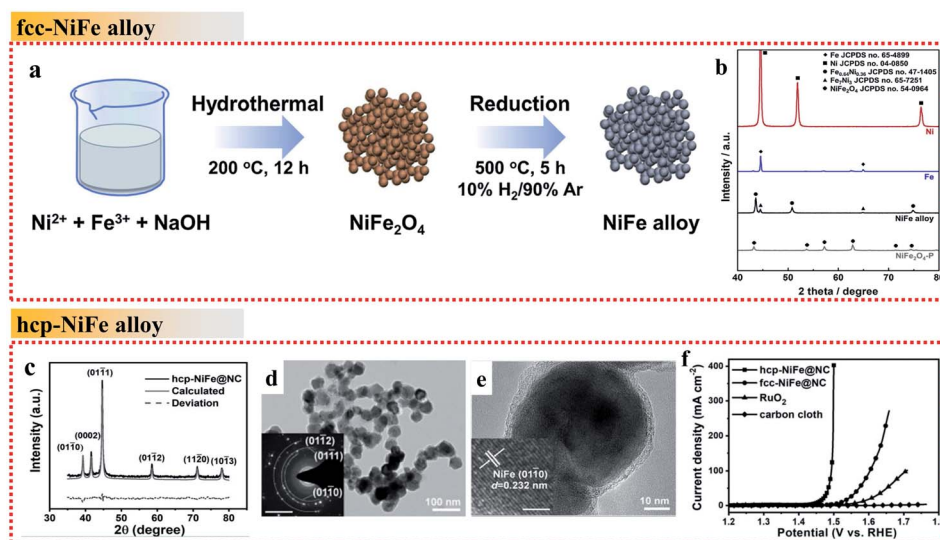 fcc-NiFe alloy
a
Hydrothermal
200 °C, 12 h
Reduction
500 °C, 5 h
10% H₂/90% Ar
Ni²⁺ + Fe³⁺ + NaOH
NiFe₂O₄
NiFe alloy
b
Fe JCPDS no. 65-4899
Ni JCPDS no. 04-0850
Fe₀.₆₄Ni₀.₃₆ JCPDS no. 47-1405
Fe₇Ni₃ JCPDS no. 65-7251
NiFe₂O₄ JCPDS no. 54-0964
Intensity / a.u.
Ni
Fe
NiFe alloy
NiFe₂O₄-P
40 50 60 70 80
2 theta / degree
hcp-NiFe alloy
c
hcp-NiFe@NC
Calculated
Deviation
(011̅0)
(0002)
(011̅1)
(011̅2)
(112̅0)
(101̅3)
Intensity (a.u.)
30 40 50 60 70 80
2θ (degree)
d
(011̅2)
(011̅1)
(011̅0)
100 nm
e
NiFe (011̅0)
d=0.232 nm
10 nm
f
hcp-NiFe@NC
fcc-NiFe@NC
RuO₂
carbon cloth
Current density (mA cm⁻²)
400
300
200
100
0
1.2 1.3 1.4 1.5 1.6 1.7 1.8
Potential (V vs. RHE)